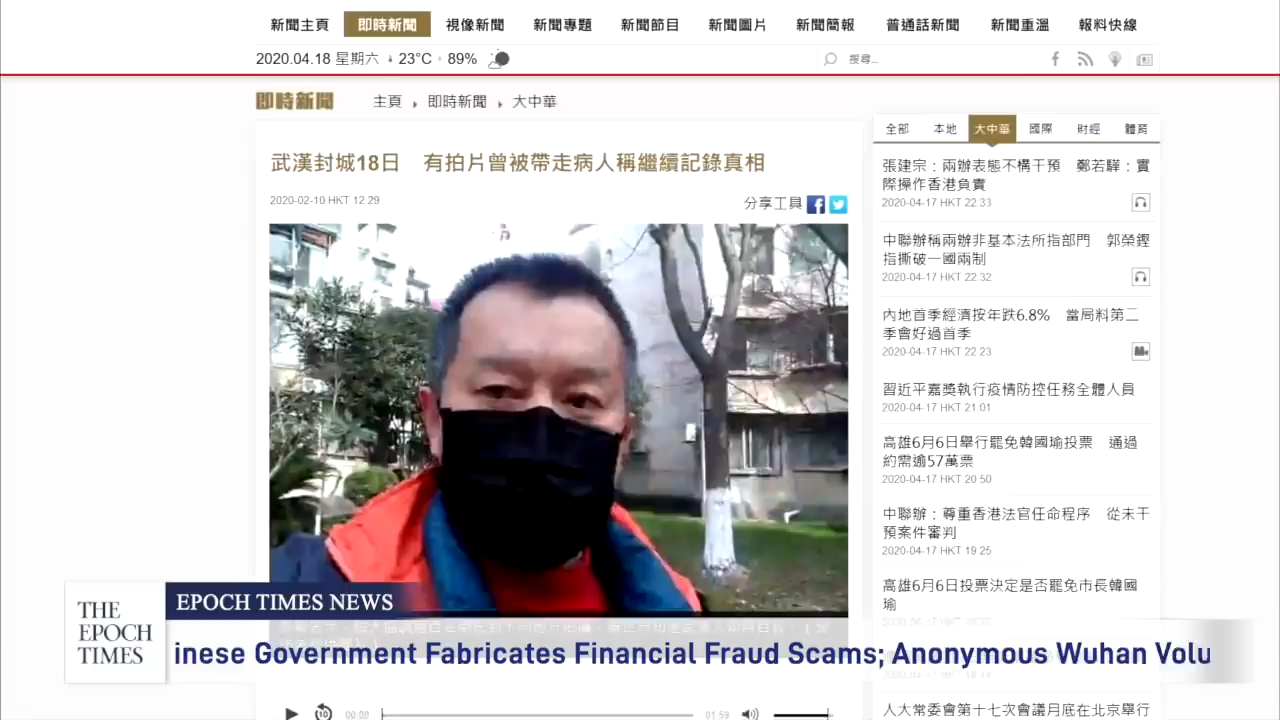 新聞主頁 即時新聞 視像新聞 新聞專題 新聞節目 新聞圖片 新聞簡報 普通話新聞 新聞重溫 報料快線
2020.04.18 星期六 23°C 89%
搜尋...
即時新聞 主頁 即時新聞 大中華
武漢封城18日 有拍片曾被帶走病人稱繼續記錄真相
2020-02-10 HKT 12:29
分享工具
全部 本地 大中華 國際 財經 體育
張建宗：兩辦表態不構干預 鄭若驊：實
際操作香港負責
2020-04-17 HKT 22:33
中聯辦稱兩辦非基本法所指部門 郭榮鏗
指撕破一國兩制
2020-04-17 HKT 22:32
內地首季經濟按年跌6.8% 當局料第二
季會好過首季
2020-04-17 HKT 22:23
習近平嘉獎執行疫情防控任務全體人員
2020-04-17 HKT 21:01
高雄6月6日舉行罷免韓國瑜投票 通過
約需逾57萬票
2020-04-17 HKT 20:50
中聯辦：尊重香港法官任命程序 從未干
預案件審判
2020-04-17 HKT 19:25
高雄6月6日投票決定是否罷免市長韓國
瑜
人大常委會第十七次會議月底在北京舉行
THE
EPOCH
TIMES
EPOCH TIMES NEWS
inese Government Fabricates Financial Fraud Scams; Anonymous Wuhan Volu
10 00:00 01:59